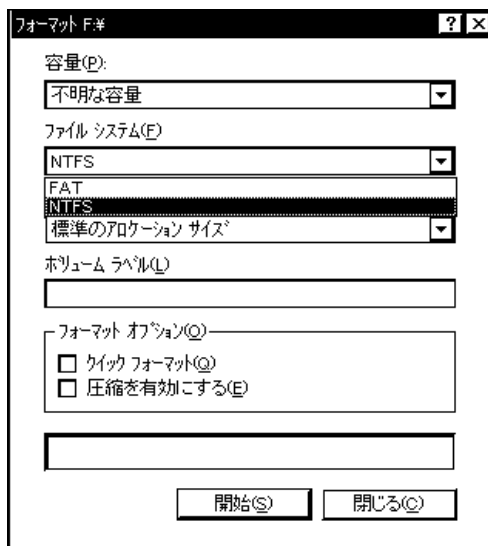 フォーマット F:¥
? ×
容量(P):
不明な容量
ファイル システム(F)
NTFS
FAT
NTFS
標準のアロケーション サイズ
ボリューム ラベル(L)
フォーマット オプション(O)
クイック フォーマット(Q)
圧縮を有効にする(E)
開始(S) 閉じる(C)